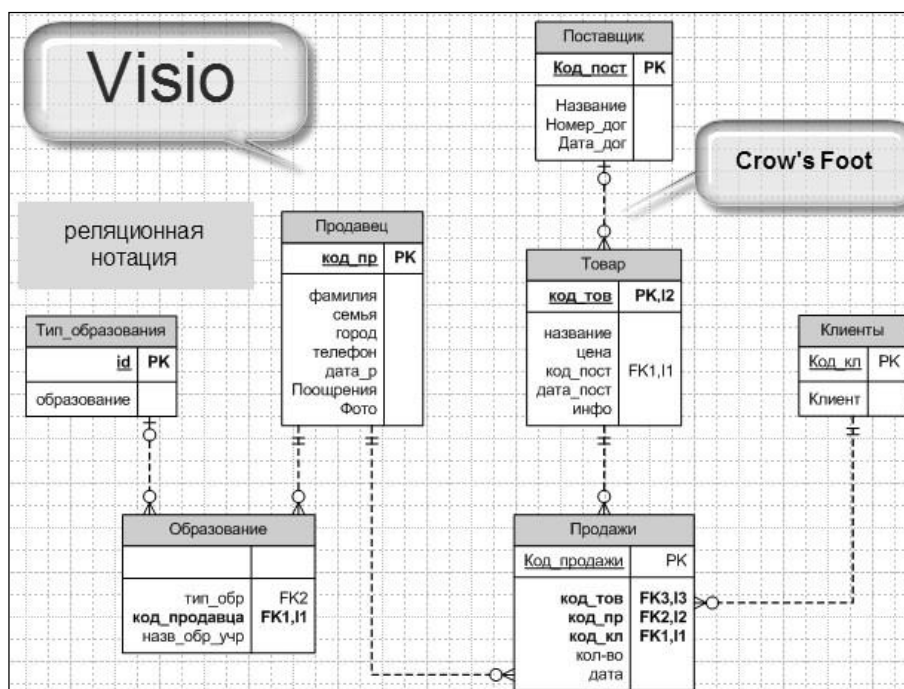 Visio
реляционная
нотация
Поставщик
Код_пост PK
Название
Номер_дог
Дата_дог
Crow's Foot
Продавец
код_пр PK
фамилия
семья
город
телефон
дата_р
Поощрения
Фото
Товар
код_тов PK,I2
название
цена
код_пост FK1,I1
дата_пост
инфо
Тип_образования
id PK
образование
Клиенты
Код_кл PK
Клиент
Образование
тип_обр FK2
код_продавца FK1,I1
назв_обр_учр
Продажи
Код_продажи PK
код_тов FK3,I3
код_пр FK2,I2
код_кл FK1,I1
кол-во
дата